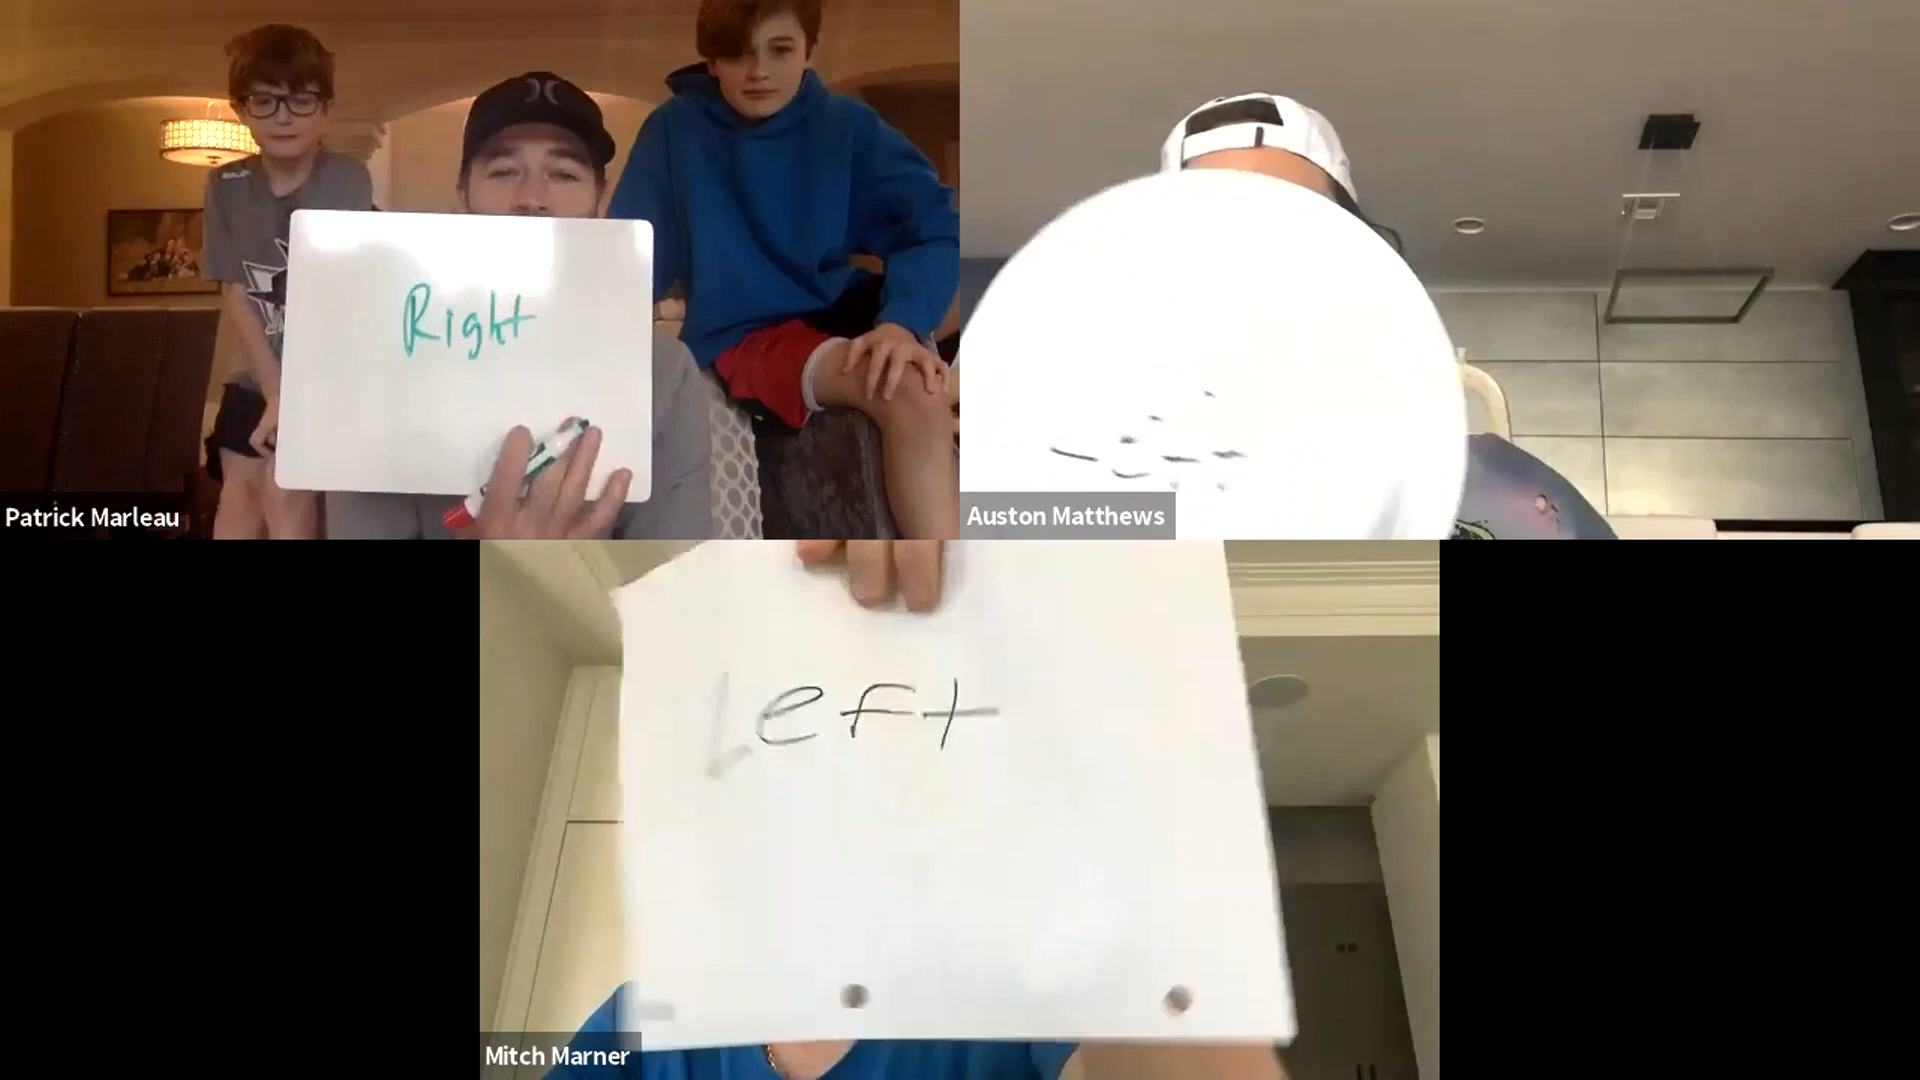 Right
Patrick Marleau
Auston Matthews
Left
Mitch Marner